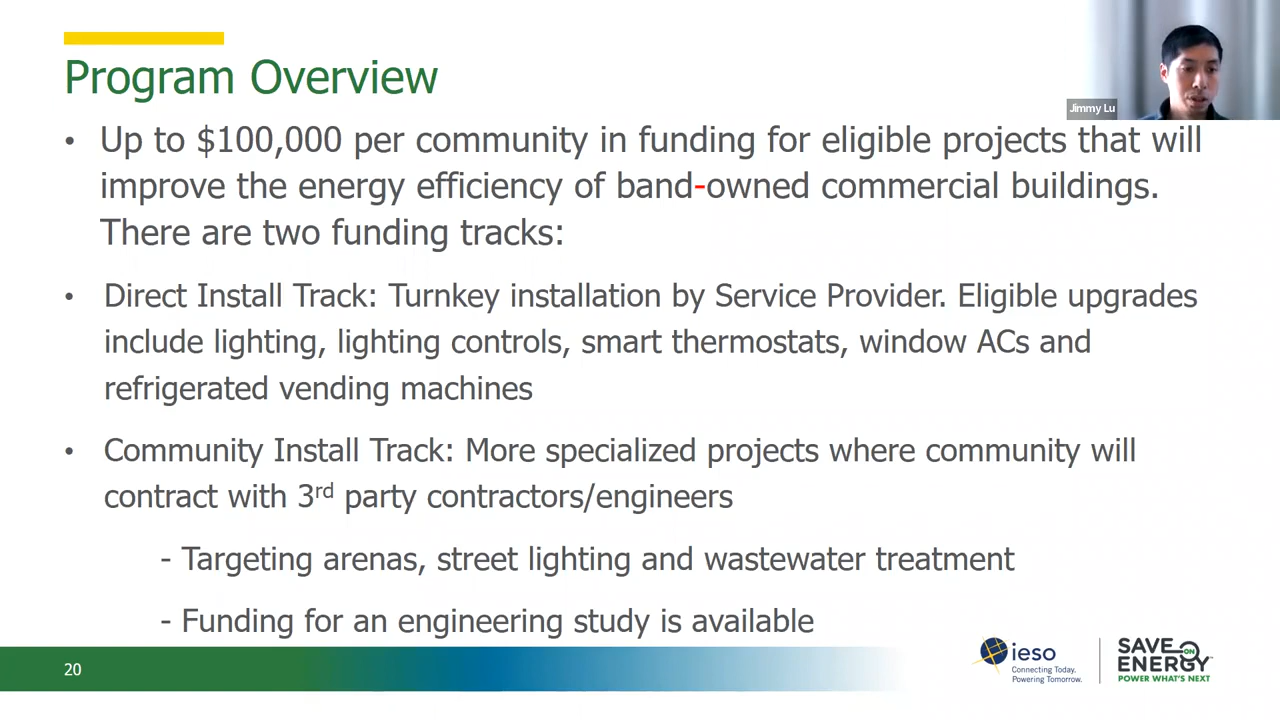 Program Overview
Jimmy Lu
• Up to $100,000 per community in funding for eligible projects that will
improve the energy efficiency of band-owned commercial buildings.
There are two funding tracks:
• Direct Install Track: Turnkey installation by Service Provider. Eligible upgrades
include lighting, lighting controls, smart thermostats, window ACs and
refrigerated vending machines
• Community Install Track: More specialized projects where community will
contract with 3rd party contractors/engineers
- Targeting arenas, street lighting and wastewater treatment
- Funding for an engineering study is available
20
ieso
Connecting Today.
Powering Tomorrow.
SAVE
ON
ENERGY
POWER WHAT'S NEXT